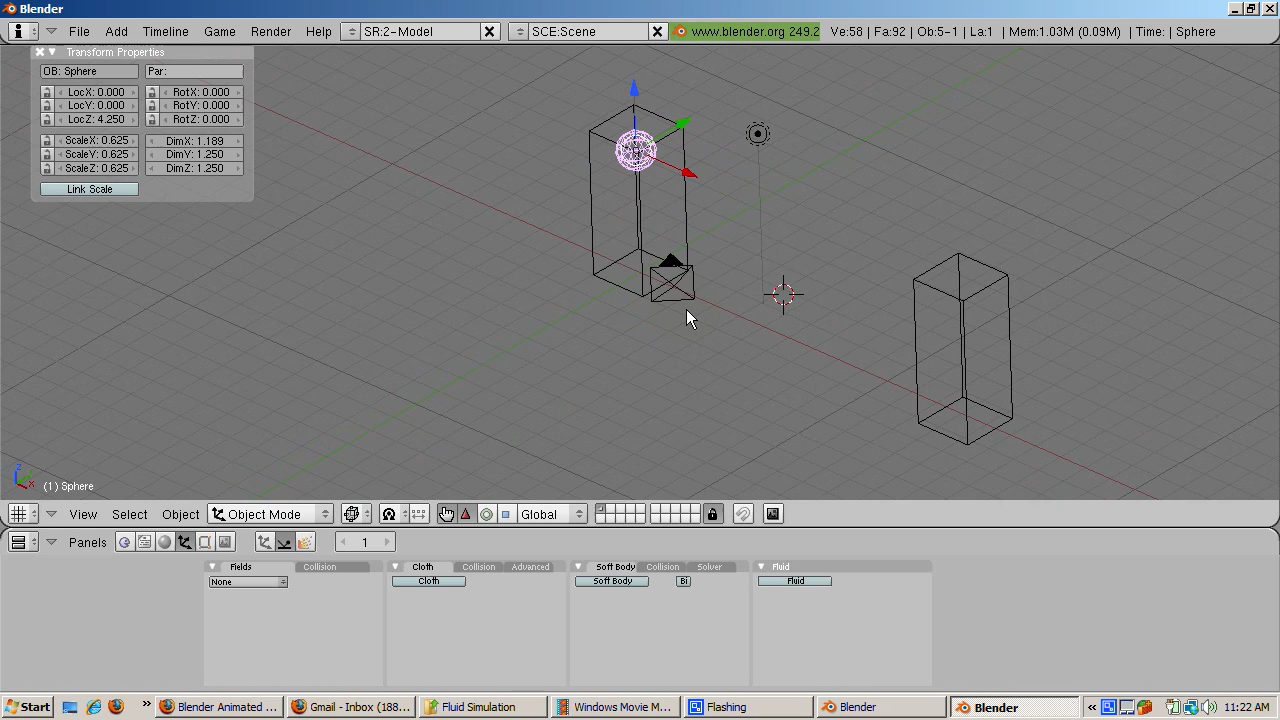 Blender
File Add Timeline Game Render Help SR:2-Model SCE:Scene www.blender.org 249.2 Ve:58 | Fa:92 | Ob:5-1 | La:1 | Mem:1.03M (0.09M) | Time: | Sphere
Transform Properties
OB: Sphere Par:
LocX: 0.000 RotX: 0.000
LocY: 0.000 RotY: 0.000
LocZ: 4.250 RotZ: 0.000
ScaleX: 0.625 DimX: 1.189
ScaleY: 0.625 DimY: 1.250
ScaleZ: 0.625 DimZ: 1.250
Link Scale
(1) Sphere
View Select Object Object Mode Global
Panels 1
Fields Collision Cloth Collision Advanced Soft Body Collision Solver Fluid
None Cloth Soft Body Bi Fluid
Start » Blender Animated ... Gmail - Inbox (188... Fluid Simulation Windows Movie M... Flashing Blender Blender « 11:22 AM